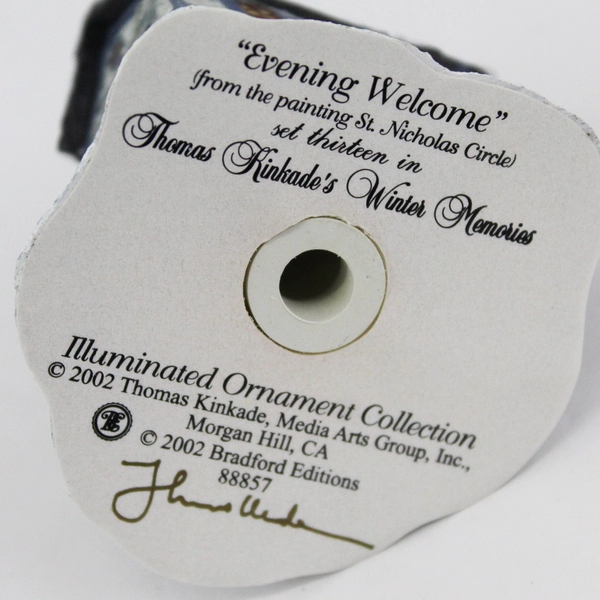 “Evening Welcome”
(from the painting St. Nicholas Circle)
set thirteen in
Thomas Kinkade's Winter Memories
Illuminated Ornament Collection
© 2002 Thomas Kinkade, Media Arts Group, Inc.,
Morgan Hill, CA
© 2002 Bradford Editions
88857